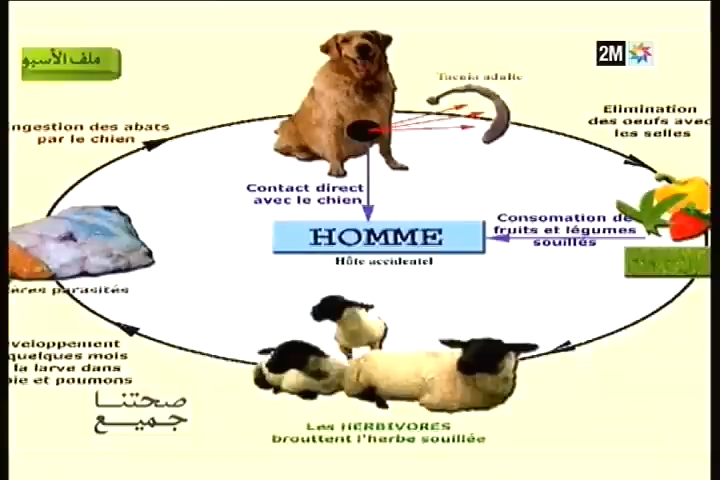 ملف الأسبو
2M
Taenia adulte
ngestion des abats
par le chien
Elimination
des oeufs avec
les selles
Contact direct
avec le chien
HOMME
Hôte accidentel
Consomation de
fruits et légumes
souillés
ères parasités
veloppement
quelques mois
la larve dans
ie et poumons
صحتنا
جميع
Les HERBIVORES
brouttent l'herbe souillée